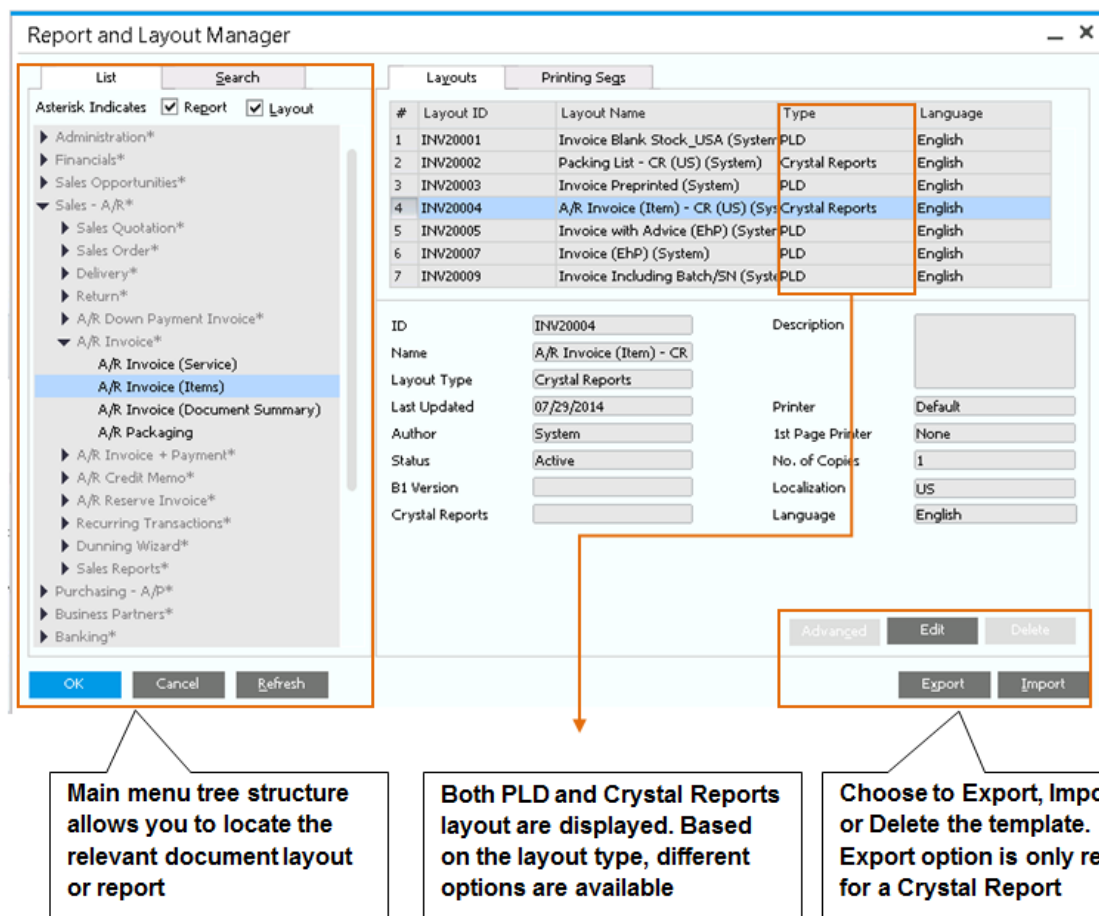 Report and Layout Manager
List Search
Asterisk Indicates Report Layout
Administration*
Financials*
Sales Opportunities*
Sales - A/R*
Sales Quotation*
Sales Order*
Delivery*
Return*
A/R Down Payment Invoice*
A/R Invoice*
A/R Invoice (Service)
A/R Invoice (Items)
A/R Invoice (Document Summary)
A/R Packaging
A/R Invoice + Payment*
A/R Credit Memo*
A/R Reserve Invoice*
Recurring Transactions*
Dunning Wizard*
Sales Reports*
Purchasing - A/P*
Business Partners*
Banking*
OK Cancel Refresh
Layouts Printing Seqs
# Layout ID Layout Name Type Language
1 INV20001 Invoice Blank Stock_USA (System PLD English
2 INV20002 Packing List - CR (US) (System) Crystal Reports English
3 INV20003 Invoice Preprinted (System) PLD English
4 INV20004 A/R Invoice (Item) - CR (US) (Sys Crystal Reports English
5 INV20005 Invoice with Advice (EhP) (System PLD English
6 INV20007 Invoice (EhP) (System) PLD English
7 INV20009 Invoice Including Batch/SN (Syste PLD English
ID INV20004 Description
Name A/R Invoice (Item) - CR
Layout Type Crystal Reports
Last Updated 07/29/2014 Printer Default
Author System 1st Page Printer None
Status Active No. of Copies 1
B1 Version Localization US
Crystal Reports Language English
Advanced Edit Delete
Export Import
Main menu tree structure
allows you to locate the
relevant document layout
or report
Both PLD and Crystal Reports
layout are displayed. Based
on the layout type, different
options are available
Choose to Export, Impo
or Delete the template.
Export option is only re
for a Crystal Report